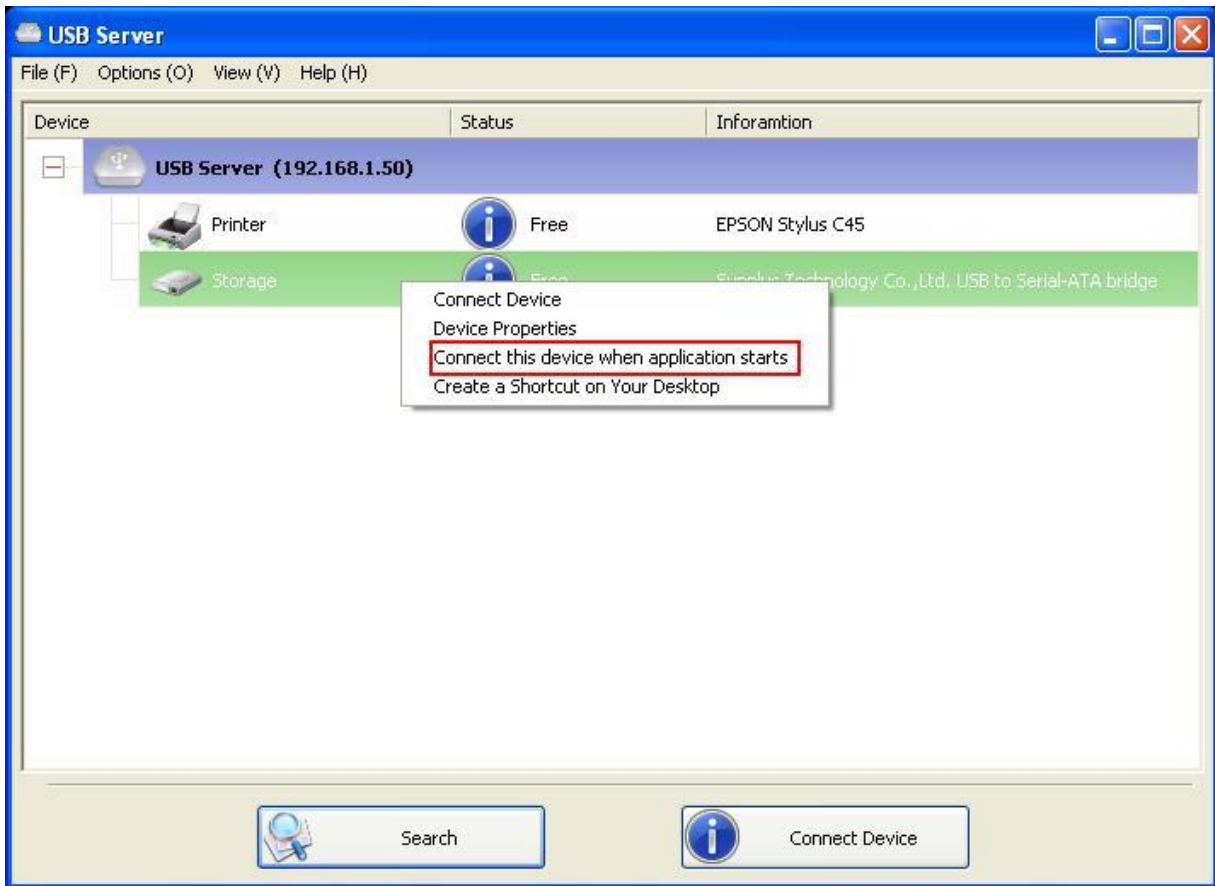 USB Server
File (F) Options (O) View (V) Help (H)
Device Status Inforamtion
USB Server (192.168.1.50)
Printer Free EPSON Stylus C45
Storage Free Sunplus Technology Co.,Ltd. USB to Serial-ATA bridge
Connect Device
Device Properties
Connect this device when application starts
Create a Shortcut on Your Desktop
Search Connect Device